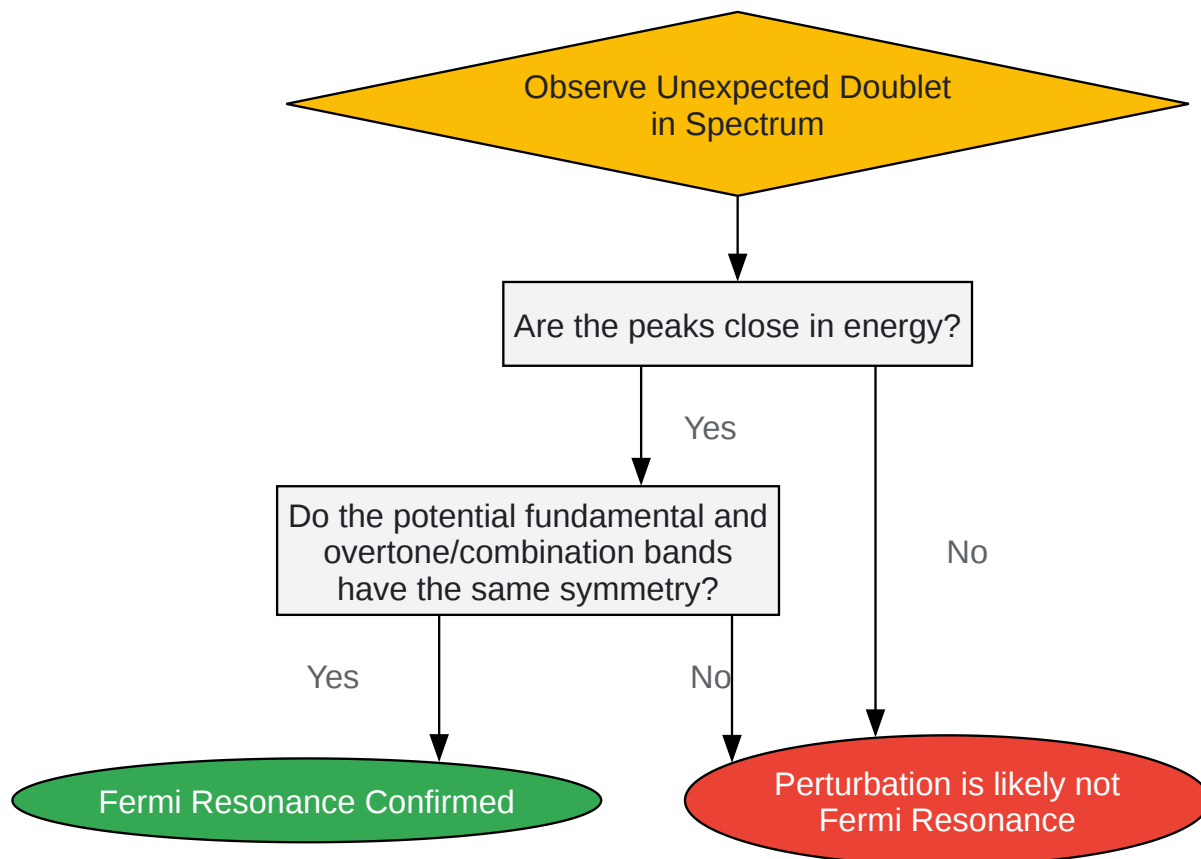 Observe Unexpected Doublet
in Spectrum
Are the peaks close in energy?
Yes
Do the potential fundamental and
overtone/combination bands
have the same symmetry?
No
Yes
No
Fermi Resonance Confirmed
Perturbation is likely not
Fermi Resonance